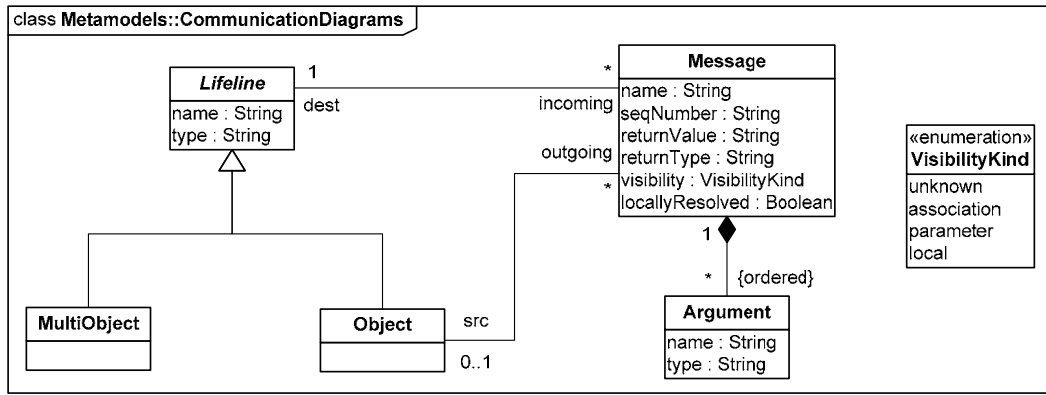 class Metamodels::CommunicationDiagrams
Lifeline
name : String
type : String
1
dest
*
incoming
outgoing
*
Message
name : String
seqNumber : String
returnValue : String
returnType : String
visibility : VisibilityKind
locallyResolved : Boolean
«enumeration»
VisibilityKind
unknown
association
parameter
local
1
* {ordered}
MultiObject
Object
src
0..1
Argument
name : String
type : String